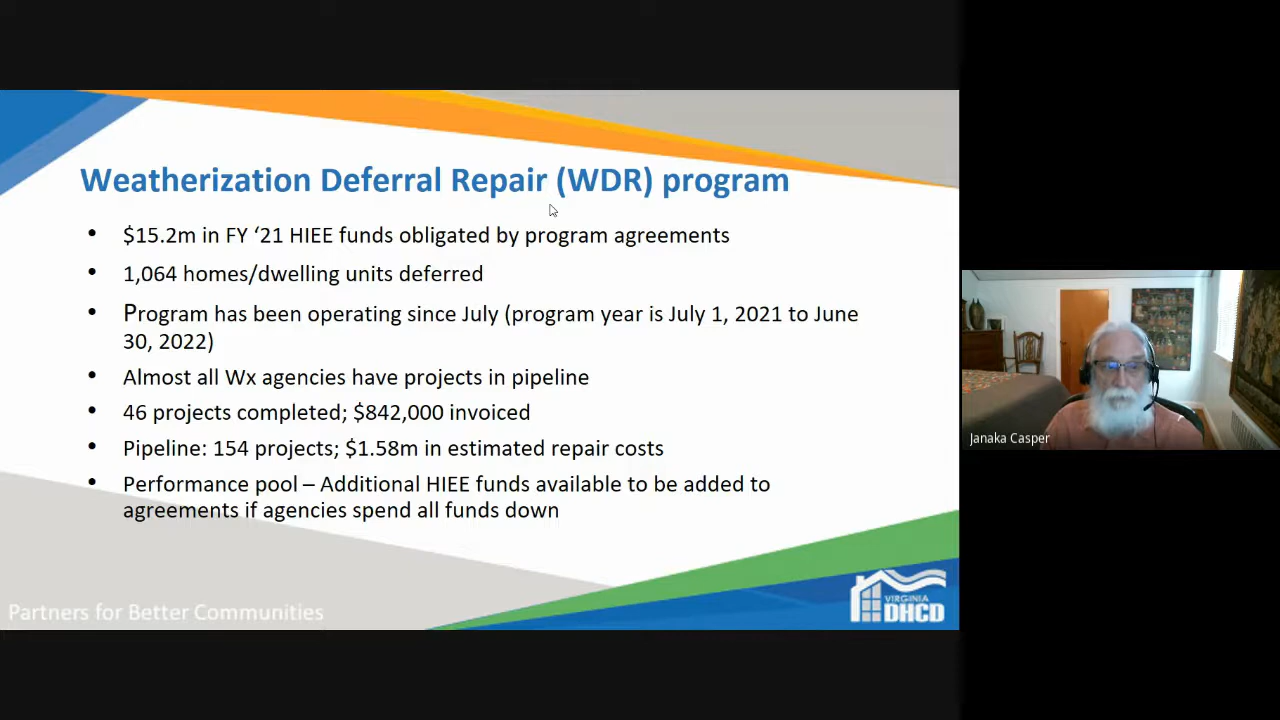 Weatherization Deferral Repair (WDR) program
• $15.2m in FY ‘21 HIEE funds obligated by program agreements
• 1,064 homes/dwelling units deferred
• Program has been operating since July (program year is July 1, 2021 to June
30, 2022)
• Almost all Wx agencies have projects in pipeline
• 46 projects completed; $842,000 invoiced
• Pipeline: 154 projects; $1.58m in estimated repair costs
• Performance pool – Additional HIEE funds available to be added to
agreements if agencies spend all funds down
Partners for Better Communities
VIRGINIA
DHCD
Janaka Casper